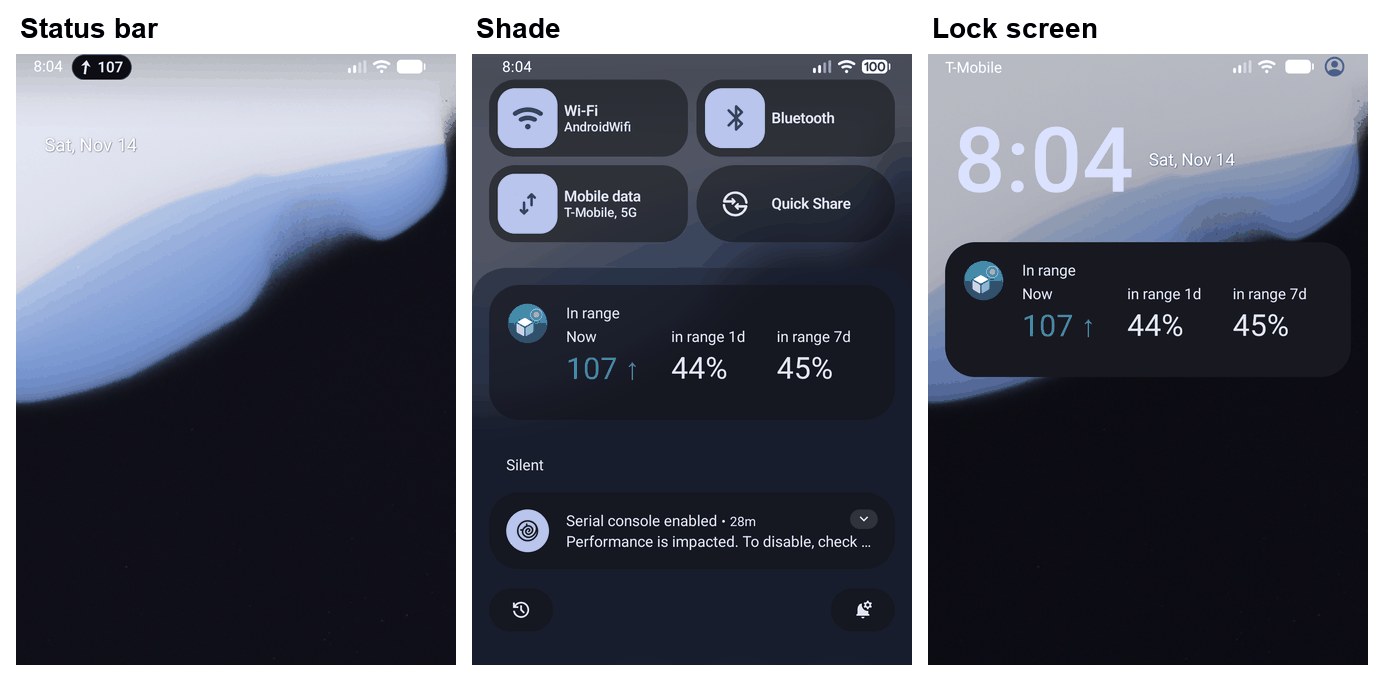 Status bar
8:04 ↑ 107
Sat, Nov 14
Shade
8:04 100
Wi-Fi
AndroidWifi
Bluetooth
Mobile data
T-Mobile, 5G
Quick Share
In range
Now in range 1d in range 7d
107 ↑ 44% 45%
Silent
Serial console enabled • 28m
Performance is impacted. To disable, check ...
Lock screen
T-Mobile
8:04 Sat, Nov 14
In range
Now in range 1d in range 7d
107 ↑ 44% 45%